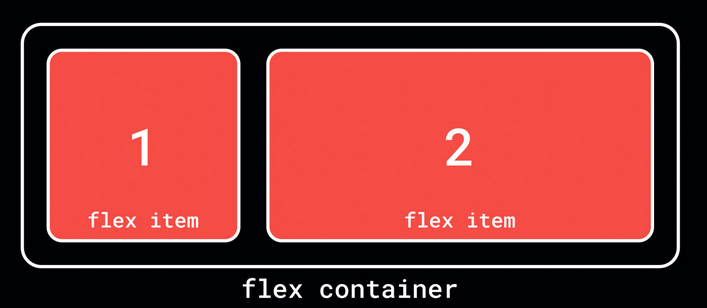 1
2
flex item
flex item
flex container